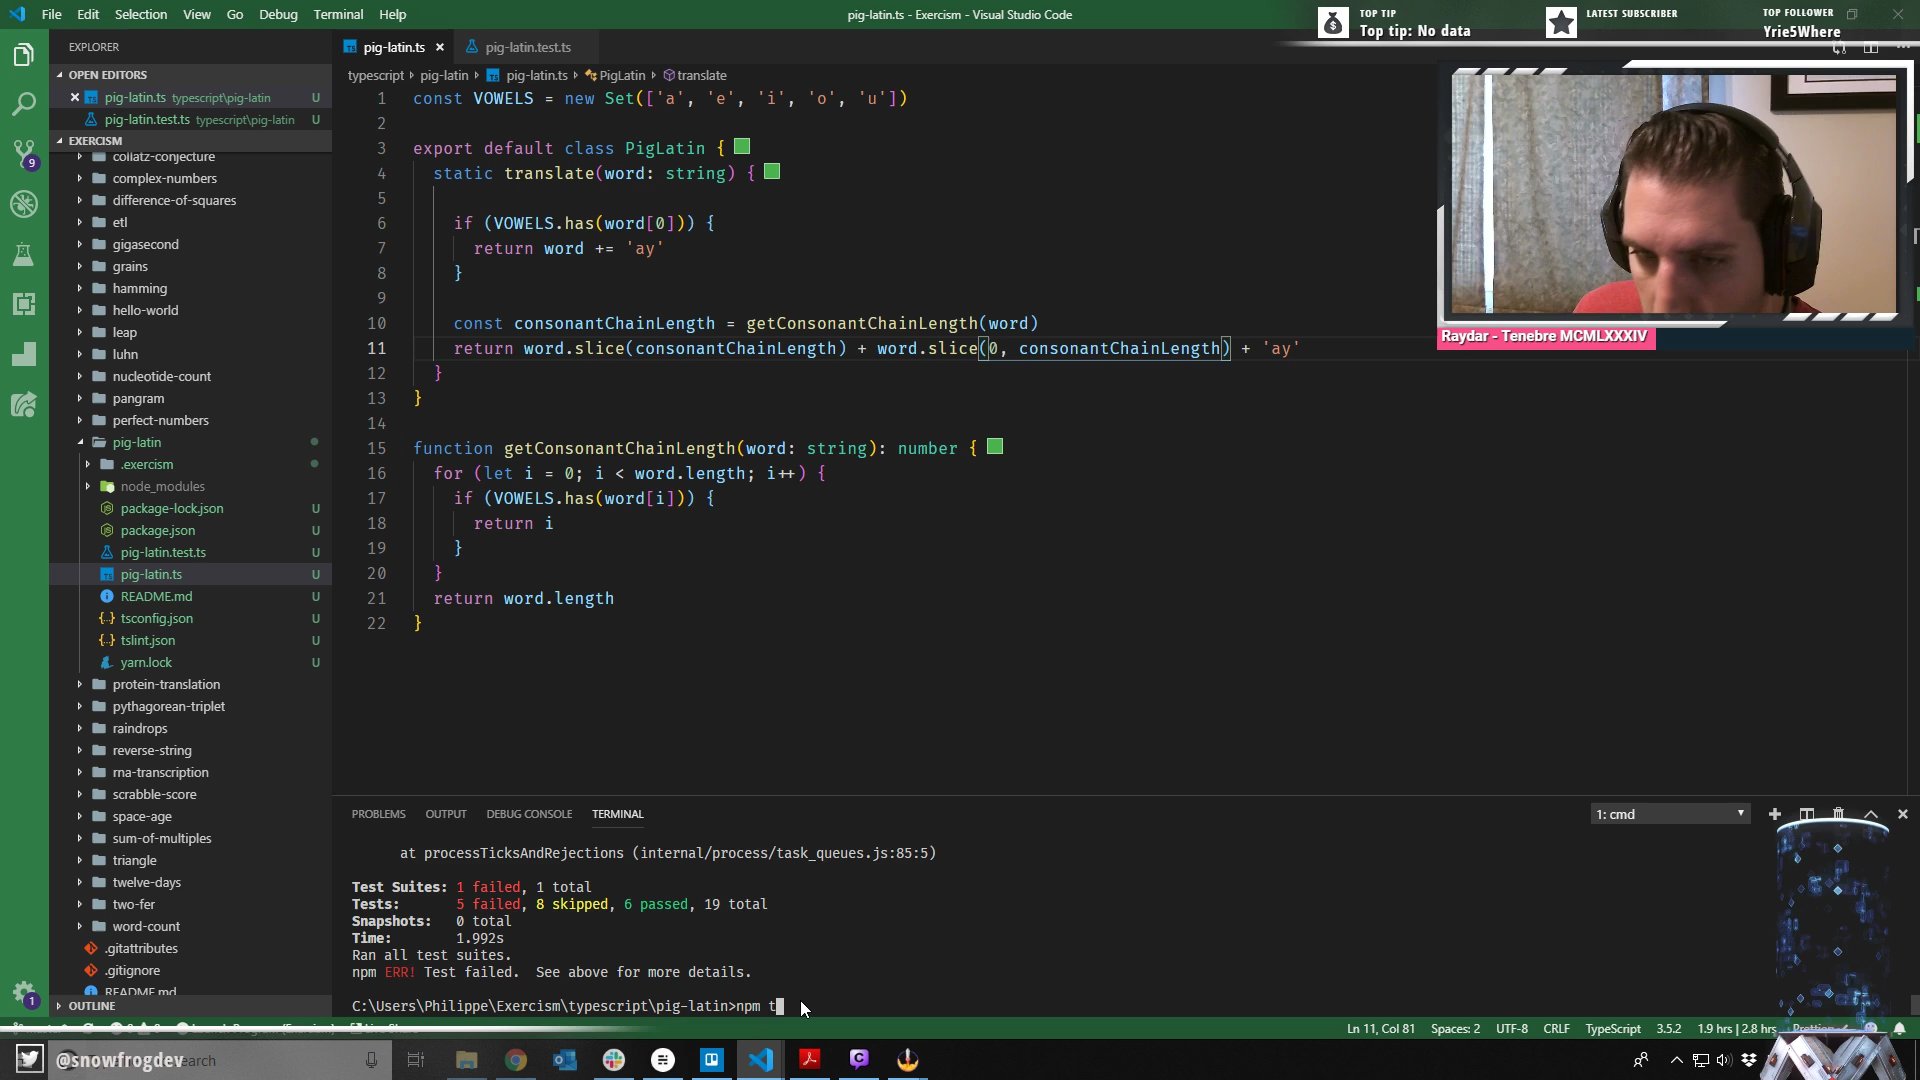 File Edit Selection View Go Debug Terminal Help
pig-latin.ts - Exercism - Visual Studio Code
TOP TIP
Top tip: No data
LATEST SUBSCRIBER
TOP FOLLOWER
Yrie5Where
EXPLORER
OPEN EDITORS
pig-latin.ts typescript\pig-latin U
pig-latin.test.ts typescript\pig-latin U
EXERCISM
collatz-conjecture
complex-numbers
difference-of-squares
etl
gigasecond
grains
hamming
hello-world
leap
luhn
nucleotide-count
pangram
perfect-numbers
pig-latin
.exercism
node_modules
package-lock.json U
package.json U
pig-latin.test.ts U
pig-latin.ts U
README.md U
tsconfig.json U
tslint.json U
yarn.lock U
protein-translation
pythagorean-triplet
raindrops
reverse-string
rna-transcription
scrabble-score
space-age
sum-of-multiples
triangle
twelve-days
two-fer
word-count
.gitattributes
.gitignore
README.md
OUTLINE
9
1
pig-latin.ts pig-latin.test.ts
typescript pig-latin pig-latin.ts PigLatin translate
1 const VOWELS = new Set(['a', 'e', 'i', 'o', 'u'])
2
3 export default class PigLatin {
4 static translate(word: string) {
5
6 if (VOWELS.has(word[0])) {
7 return word += 'ay'
8 }
9
10 const consonantChainLength = getConsonantChainLength(word)
11 return word.slice(consonantChainLength) + word.slice(0, consonantChainLength) + 'ay'
12 }
13 }
14
15 function getConsonantChainLength(word: string): number {
16 for (let i = 0; i < word.length; i++) {
17 if (VOWELS.has(word[i])) {
18 return i
19 }
20 }
21 return word.length
22 }
Raydar - Tenebre MCMLXXXIV
PROBLEMS OUTPUT DEBUG CONSOLE TERMINAL
1: cmd
at processTicksAndRejections (internal/process/task_queues.js:85:5)
Test Suites: 1 failed, 1 total
Tests: 5 failed, 8 skipped, 6 passed, 19 total
Snapshots: 0 total
Time: 1.992s
Ran all test suites.
npm ERR! Test failed. See above for more details.
C:\Users\Philippe\Exercism\typescript\pig-latin>npm t
Ln 11, Col 81 Spaces: 2 UTF-8 CRLF TypeScript 3.5.2 1.9 hrs | 2.8 hrs
@snowfrogdev